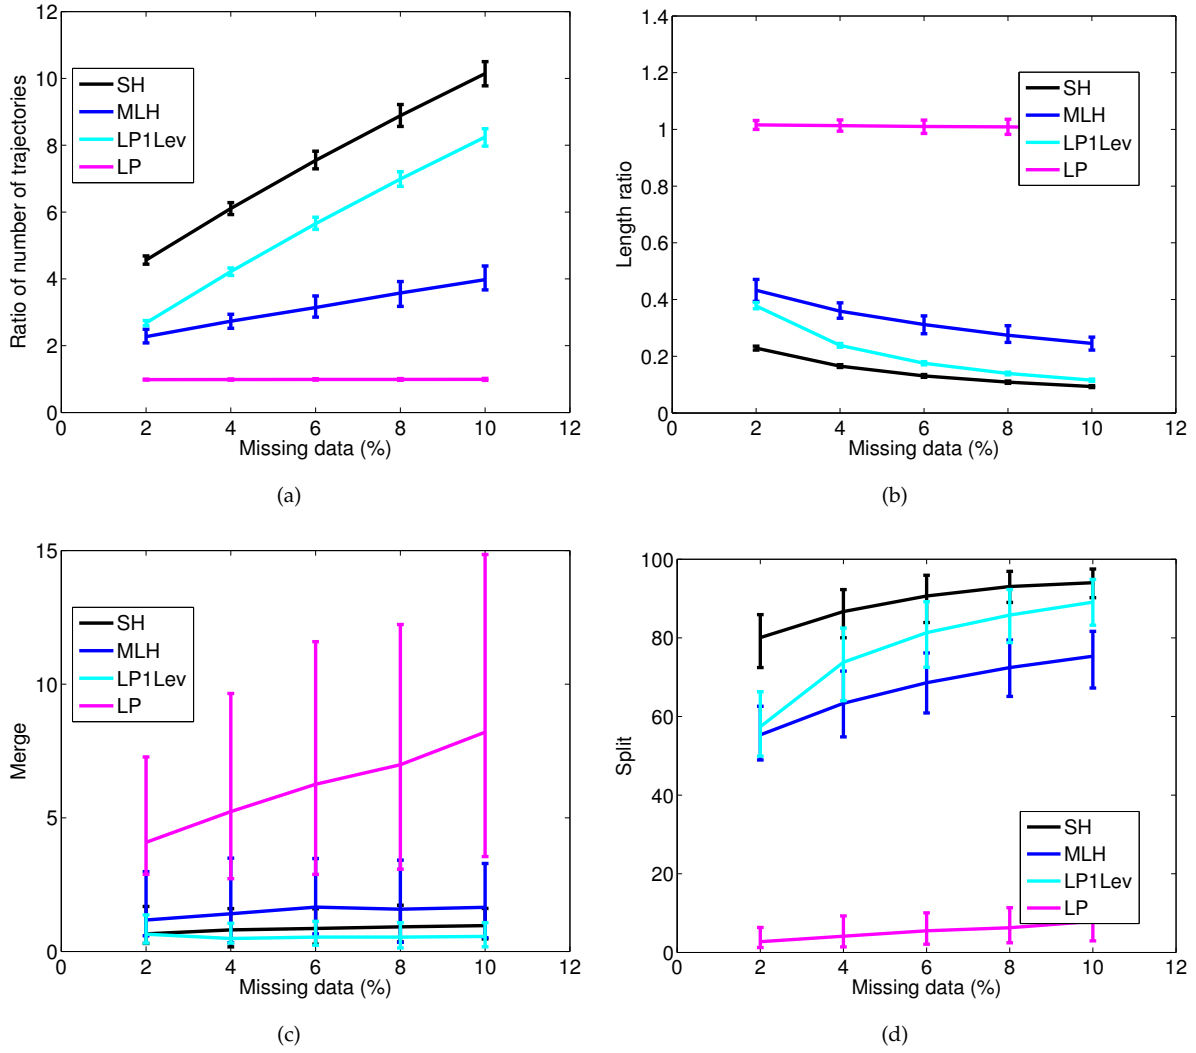 12
10
8
6
4
2
0
Ratio of number of trajectories
SH
MLH
LP1Lev
LP
0 2 4 6 8 10 12
Missing data (%)
(a)
1.4
1.2
1
0.8
0.6
0.4
0.2
0
Length ratio
SH
MLH
LP1Lev
LP
0 2 4 6 8 10 12
Missing data (%)
(b)
15
10
5
0
Merge
SH
MLH
LP1Lev
LP
0 2 4 6 8 10 12
Missing data (%)
(c)
100
80
60
40
20
0
Split
SH
MLH
LP1Lev
LP
0 2 4 6 8 10 12
Missing data (%)
(d)